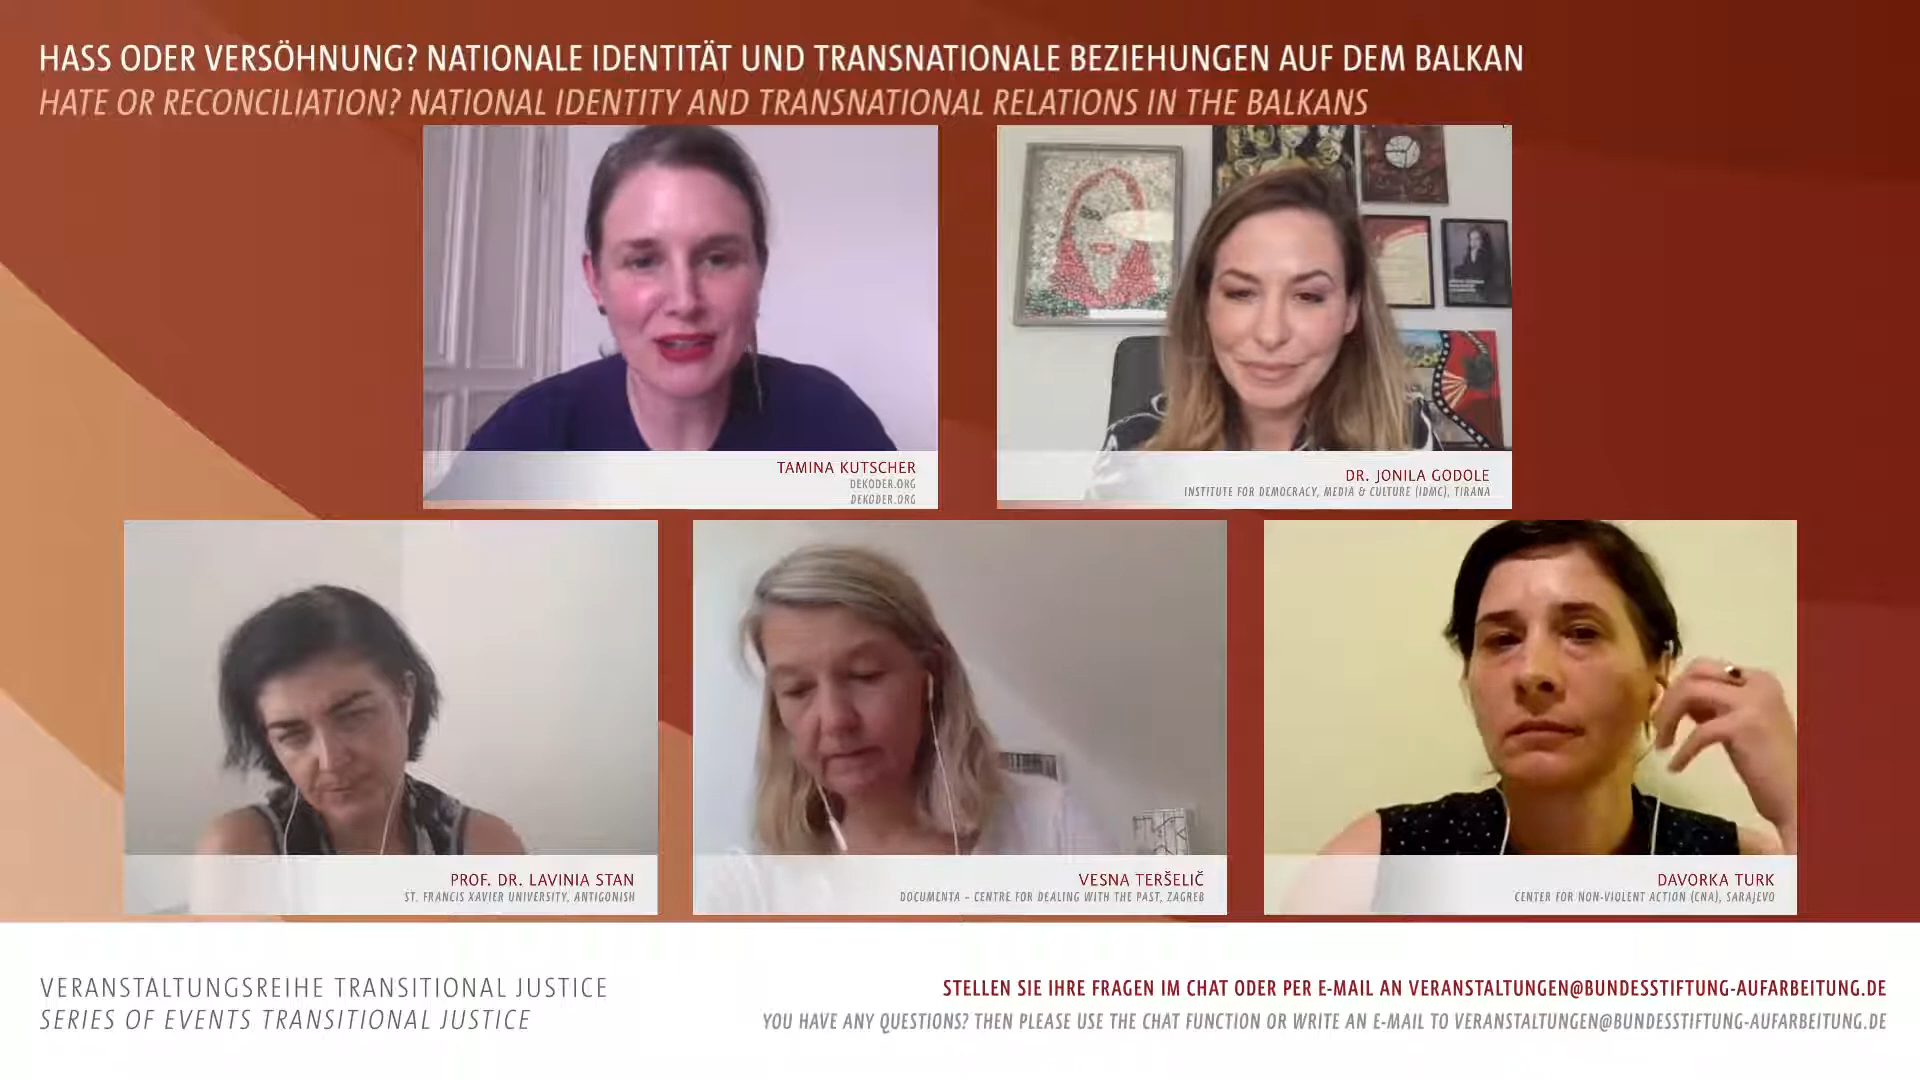 HASS ODER VERSÖHNUNG? NATIONALE IDENTITÄT UND TRANSNATIONALE BEZIEHUNGEN AUF DEM BALKAN
HATE OR RECONCILIATION? NATIONAL IDENTITY AND TRANSNATIONAL RELATIONS IN THE BALKANS
TAMINA KUTSCHER
DEKODER.ORG
DEKODER.ORG
DR. JONILA GODOLE
INSTITUTE FOR DEMOCRACY, MEDIA & CULTURE (IDMC), TIRANA
PROF. DR. LAVINIA STAN
ST. FRANCIS XAVIER UNIVERSITY, ANTIGONISH
VESNA TERŠELIČ
DOCUMENTA – CENTRE FOR DEALING WITH THE PAST, ZAGREB
DAVORKA TURK
CENTER FOR NON-VIOLENT ACTION (CNA), SARAJEVO
VERANSTALTUNGSREIHE TRANSITIONAL JUSTICE
SERIES OF EVENTS TRANSITIONAL JUSTICE
STELLEN SIE IHRE FRAGEN IM CHAT ODER PER E-MAIL AN VERANSTALTUNGEN@BUNDESSTIFTUNG-AUFARBEITUNG.DE
YOU HAVE ANY QUESTIONS? THEN PLEASE USE THE CHAT FUNCTION OR WRITE AN E-MAIL TO VERANSTALTUNGEN@BUNDESSTIFTUNG-AUFARBEITUNG.DE